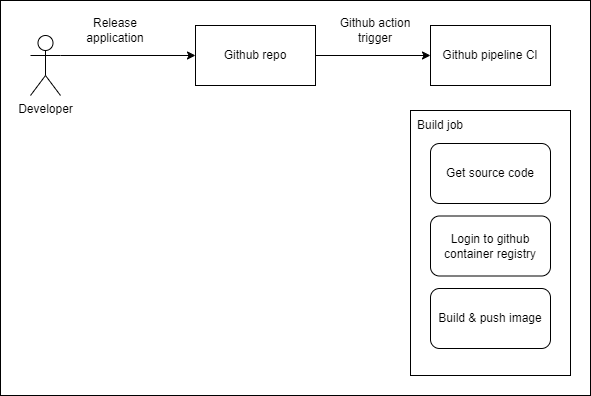 Release
application
Github repo
Github action
trigger
Github pipeline CI
Developer
Build job
Get source code
Login to github
container registry
Build & push image